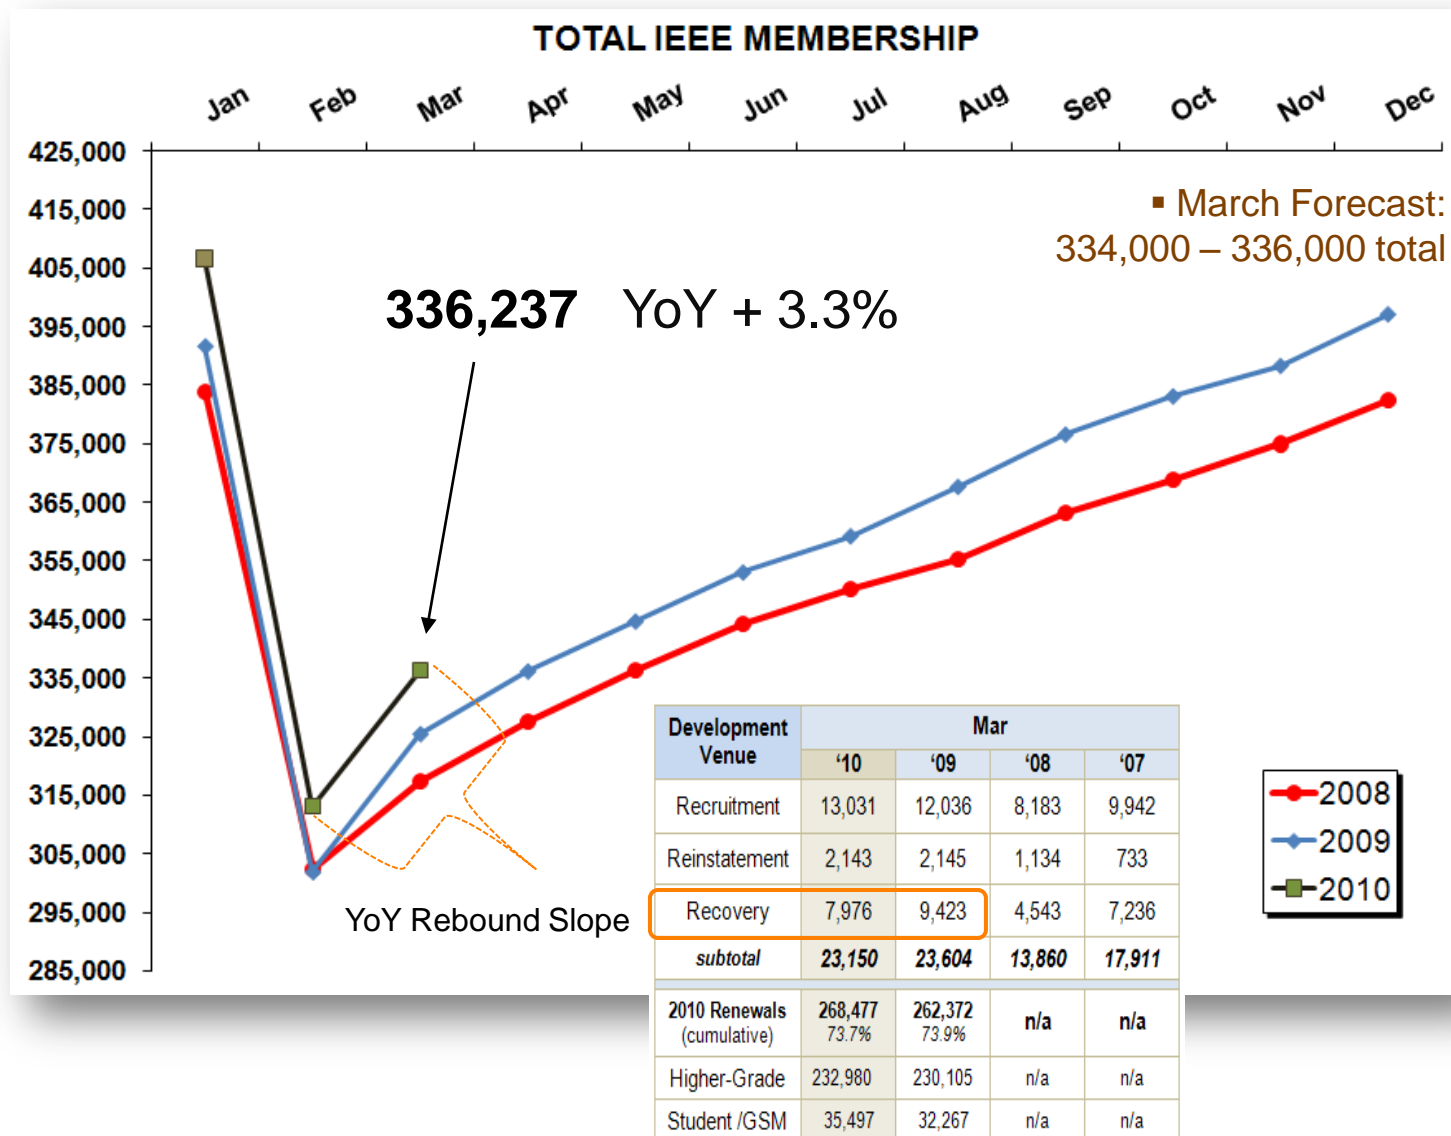 TOTAL IEEE MEMBERSHIP
Jan Feb Mar Apr May Jun Jul Aug Sep Oct Nov Dec
425,000
415,000
405,000
395,000
385,000
375,000
365,000
355,000
345,000
335,000
325,000
315,000
305,000
295,000
285,000
▪ March Forecast:
334,000 – 336,000 total
336,237 YoY + 3.3%
YoY Rebound Slope
Development Venue Mar
‘10 ‘09 ‘08 ‘07
Recruitment 13,031 12,036 8,183 9,942
Reinstatement 2,143 2,145 1,134 733
Recovery 7,976 9,423 4,543 7,236
subtotal 23,150 23,604 13,860 17,911
2010 Renewals 268,477 262,372 n/a n/a
(cumulative) 73.7% 73.9%
Higher-Grade 232,980 230,105 n/a n/a
Student /GSM 35,497 32,267 n/a n/a
2008
2009
2010